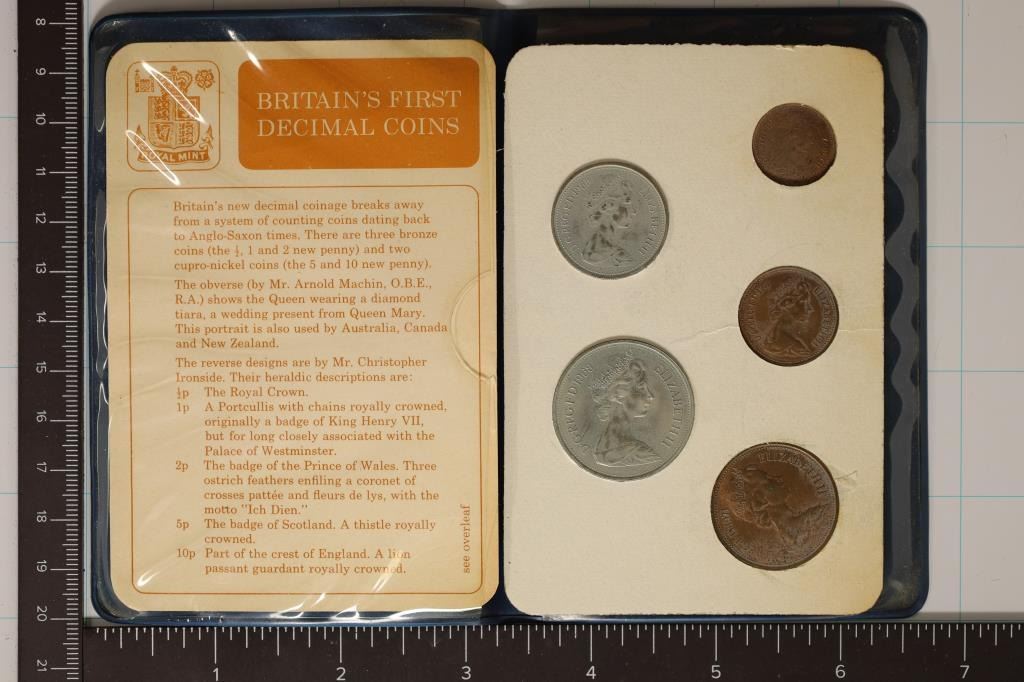 ROYAL MINT
BRITAIN'S FIRST
DECIMAL COINS
Britain's new decimal coinage breaks away
from a system of counting coins dating back
to Anglo-Saxon times. There are three bronze
coins (the ½, 1 and 2 new penny) and two
cupro-nickel coins (the 5 and 10 new penny).
The obverse (by Mr. Arnold Machin, O.B.E.,
R.A.) shows the Queen wearing a diamond
tiara, a wedding present from Queen Mary.
This portrait is also used by Australia, Canada
and New Zealand.
The reverse designs are by Mr. Christopher
Ironside. Their heraldic descriptions are:
½p The Royal Crown.
1p A Portcullis with chains royally crowned,
originally a badge of King Henry VII,
but for long closely associated with the
Palace of Westminster.
2p The badge of the Prince of Wales. Three
ostrich feathers enfiling a coronet of
crosses pattée and fleurs de lys, with the
motto "Ich Dien."
5p The badge of Scotland. A thistle royally
crowned.
10p Part of the crest of England. A lion
passant guardant royally crowned.
see overleaf
D·G·REG·F·D·1968 ELIZABETH II
ELIZABETH II
8
9
10
11
12
13
14
15
16
17
18
19
20
21
1 2 3 4 5 6 7